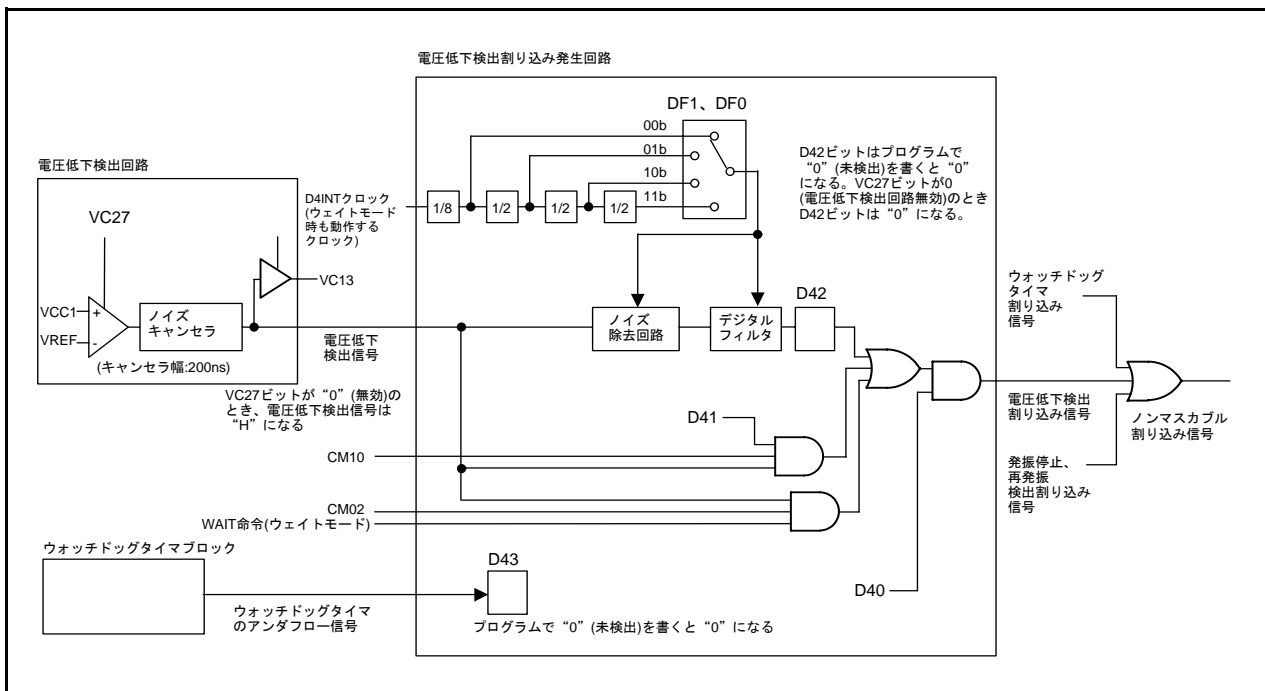 電圧低下検出割り込み発生回路
DF1、DF0
00b
01b
10b
11b
D42ビットはプログラムで
“0”(未検出)を書くと“0”
になる。VC27ビットが0
(電圧低下検出回路無効)のとき
D42ビットは“0”になる。
電圧低下検出回路
VC27
D4INTクロック
(ウェイトモード
時も動作する
クロック)
1/8
1/2
1/2
1/2
VC13
VCC1
+
VREF
-
ノイズ
キャンセラ
(キャンセラ幅:200ns)
電圧低下
検出信号
ノイズ
除去回路
デジタル
フィルタ
D42
ウォッチドッグ
タイマ
割り込み
信号
VC27ビットが“0”(無効)の
とき、電圧低下検出信号は
“H”になる
D41
CM10
CM02
WAIT命令(ウェイトモード)
電圧低下検出
割り込み信号
ノンマスカブル
割り込み信号
発振停止、
再発振
検出割り込み
信号
ウォッチドッグタイマブロック
D43
D40
ウォッチドッグタイマ
のアンダフロー信号
プログラムで“0”(未検出)を書くと“0”になる